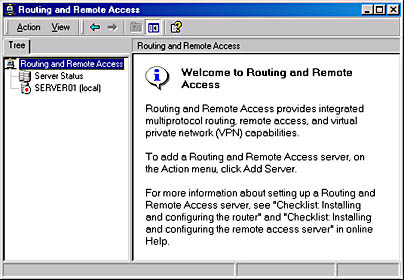 Routing and Remote Access
Action View
Tree
Routing and Remote Access
Routing and Remote Access
Server Status
SERVER01 (local)
Welcome to Routing and Remote
Access
Routing and Remote Access provides integrated
multiprotocol routing, remote access, and virtual
private network (VPN) capabilities.
To add a Routing and Remote Access server, on
the Action menu, click Add Server.
For more information about setting up a Routing and
Remote Access server, see "Checklist: Installing
and configuring the router" and "Checklist: Installing
and configuring the remote access server" in online
Help.